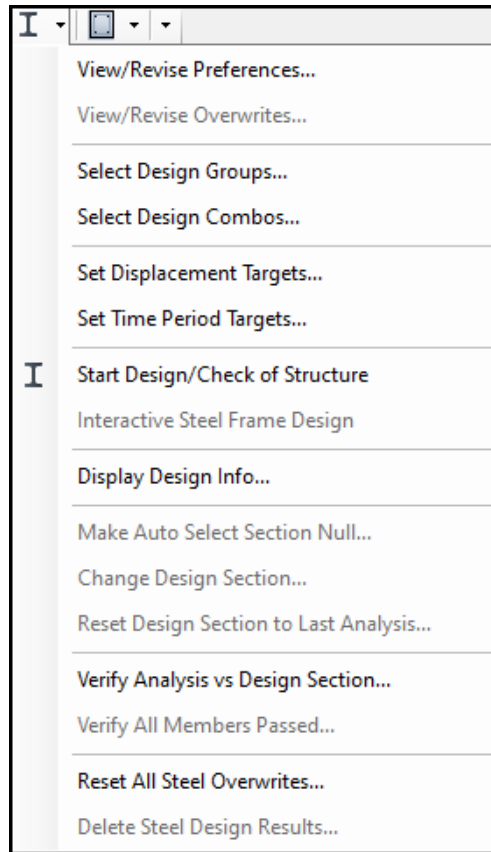 View/Revise Preferences...
View/Revise Overwrites...
Select Design Groups...
Select Design Combos...
Set Displacement Targets...
Set Time Period Targets...
Start Design/Check of Structure
Interactive Steel Frame Design
Display Design Info...
Make Auto Select Section Null...
Change Design Section...
Reset Design Section to Last Analysis...
Verify Analysis vs Design Section...
Verify All Members Passed...
Reset All Steel Overwrites...
Delete Steel Design Results...